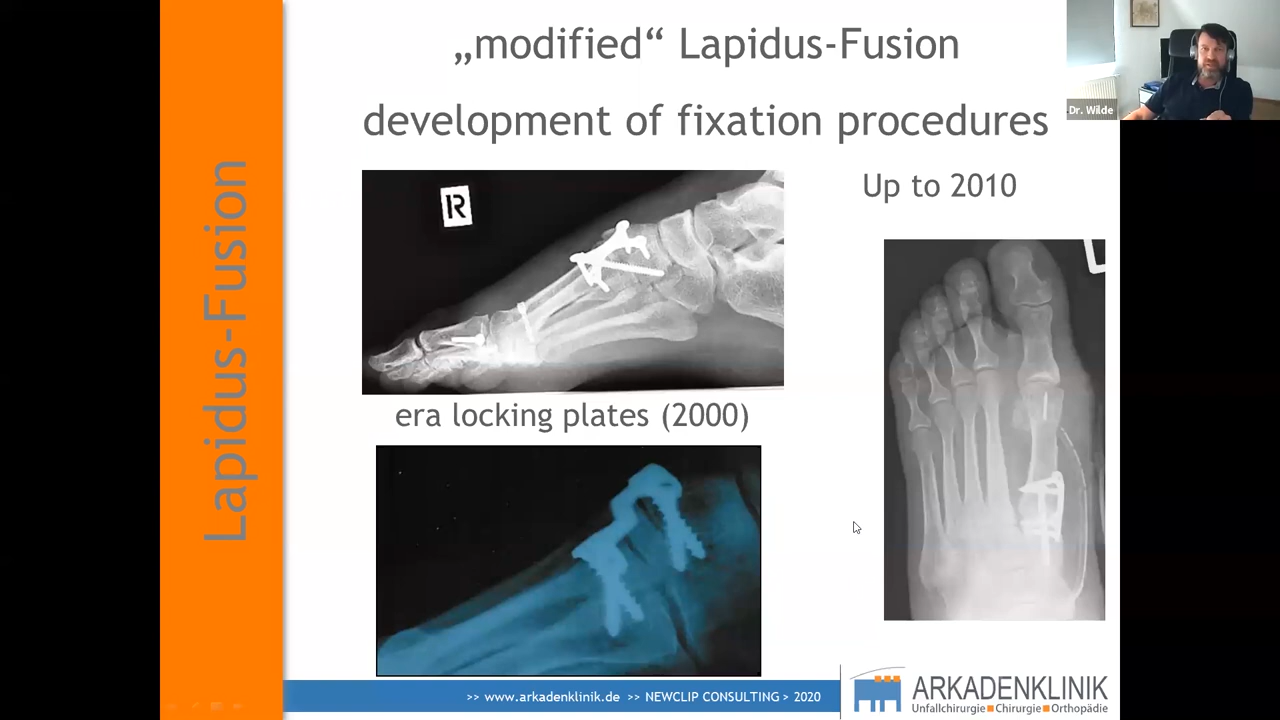 „modified“ Lapidus-Fusion
development of fixation procedures
Dr. Wilde
Up to 2010
Lapidus-Fusion
R
era locking plates (2000)
L
>> www.arkadenklinik.de >> NEWCLIP CONSULTING > 2020
ARKADENKLINIK
Unfallchirurgie ■ Chirurgie ■ Orthopädie